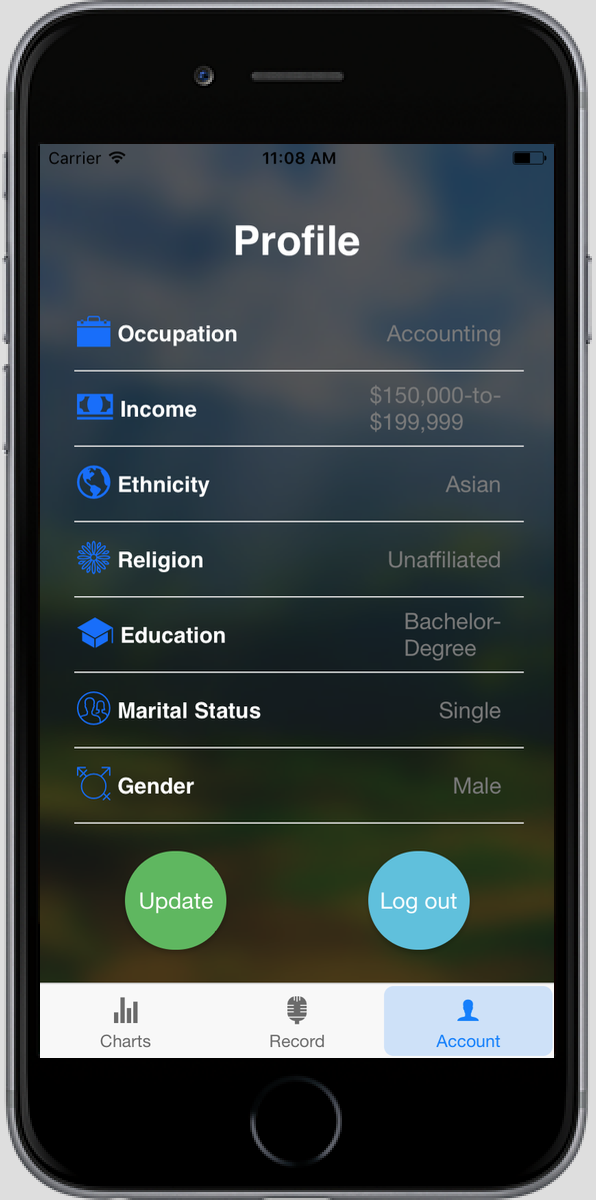 Carrier 11:08 AM
Profile
Occupation Accounting
Income $150,000-to-
$199,999
Ethnicity Asian
Religion Unaffiliated
Education Bachelor-
Degree
Marital Status Single
Gender Male
Update Log out
Charts Record Account